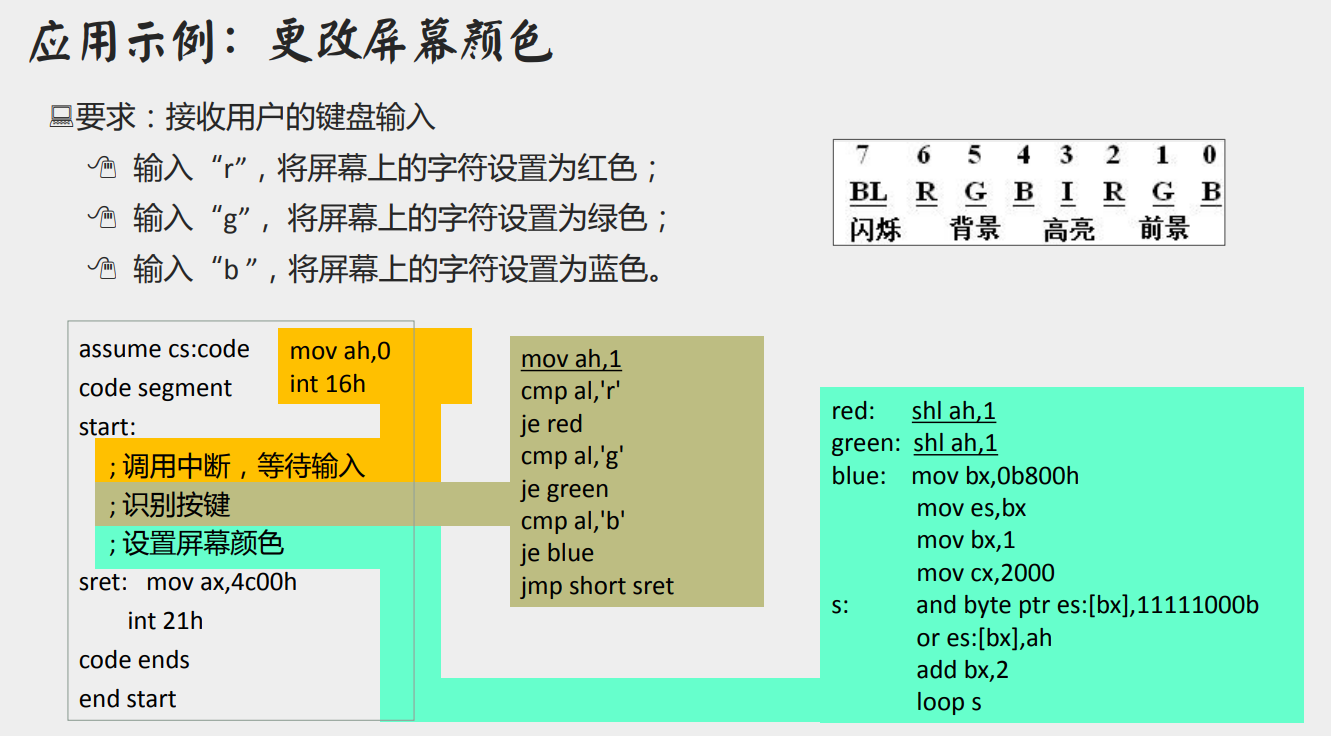 应用示例：更改屏幕颜色
要求：接收用户的键盘输入
输入 “r”，将屏幕上的字符设置为红色；
输入 “g”， 将屏幕上的字符设置为绿色；
输入 “b ”，将屏幕上的字符设置为蓝色。
7 6 5 4 3 2 1 0
BL R G B I R G B
闪烁 背景 高亮 前景
assume cs:code
code segment
start:
; 调用中断，等待输入
; 识别按键
; 设置屏幕颜色
sret: mov ax,4c00h
int 21h
code ends
end start
mov ah,0
int 16h
mov ah,1
cmp al,'r'
je red
cmp al,'g'
je green
cmp al,'b'
je blue
jmp short sret
red: shl ah,1
green: shl ah,1
blue: mov bx,0b800h
mov es,bx
mov bx,1
mov cx,2000
s: and byte ptr es:[bx],11111000b
or es:[bx],ah
add bx,2
loop s